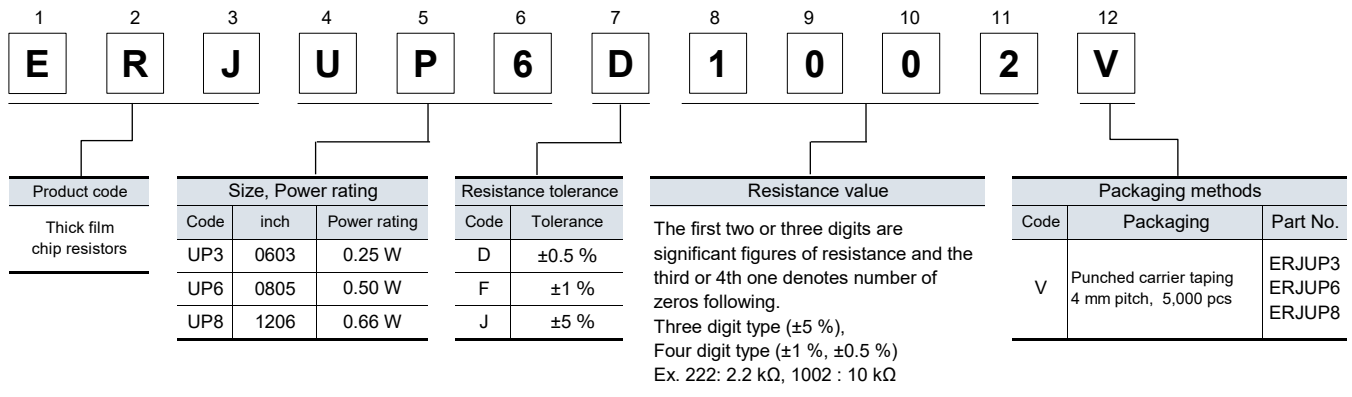 1 2 3 4 5 6 7 8 9 10 11 12
E R J U P 6 D 1 0 0 2 V
Product code
Thick film
chip resistors
Size, Power rating
Code inch Power rating
UP3 0603 0.25 W
UP6 0805 0.50 W
UP8 1206 0.66 W
Resistance tolerance
Code Tolerance
D ±0.5 %
F ±1 %
J ±5 %
Resistance value
The first two or three digits are
significant figures of resistance and the
third or 4th one denotes number of
zeros following.
Three digit type (±5 %),
Four digit type (±1 %, ±0.5 %)
Ex. 222: 2.2 kΩ, 1002 : 10 kΩ
Packaging methods
Code Packaging Part No.
V
Punched carrier taping
4 mm pitch, 5,000 pcs
ERJUP3
ERJUP6
ERJUP8